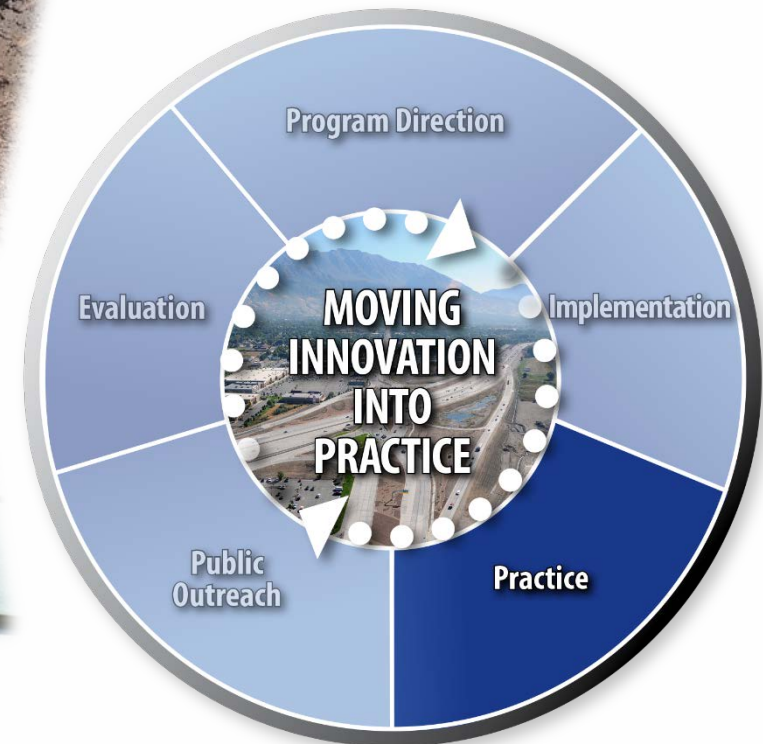 Program Direction
Evaluation
Implementation
MOVING
INNOVATION
INTO
PRACTICE
Public
Outreach
Practice